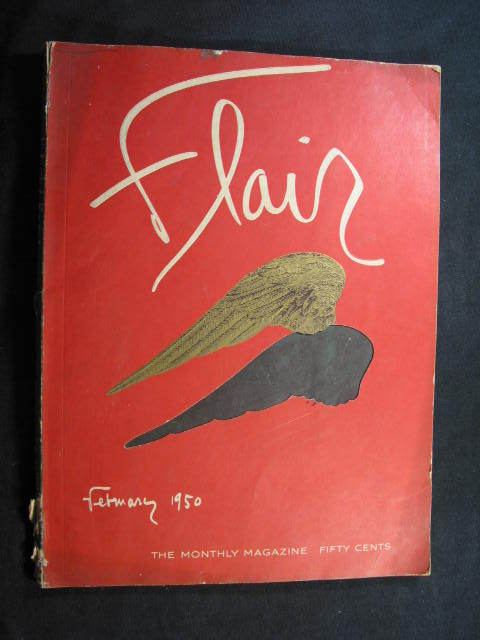 Flair
February 1950
THE MONTHLY MAGAZINE FIFTY CENTS